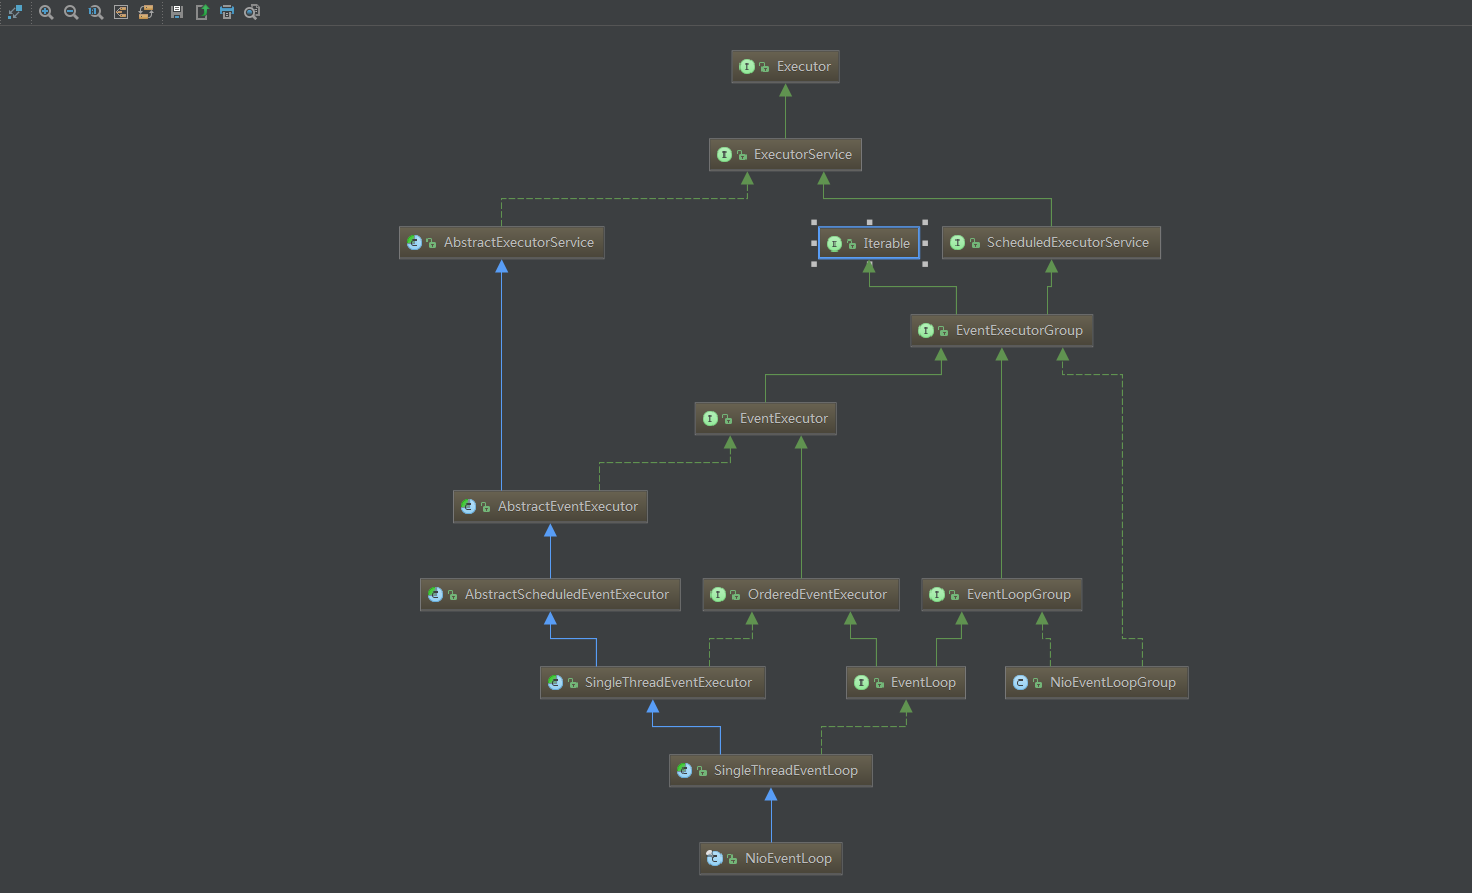 Executor
ExecutorService
AbstractExecutorService
Iterable
ScheduledExecutorService
EventExecutorGroup
EventExecutor
AbstractEventExecutor
AbstractScheduledEventExecutor
OrderedEventExecutor
EventLoopGroup
SingleThreadEventExecutor
EventLoop
NioEventLoopGroup
SingleThreadEventLoop
NioEventLoop